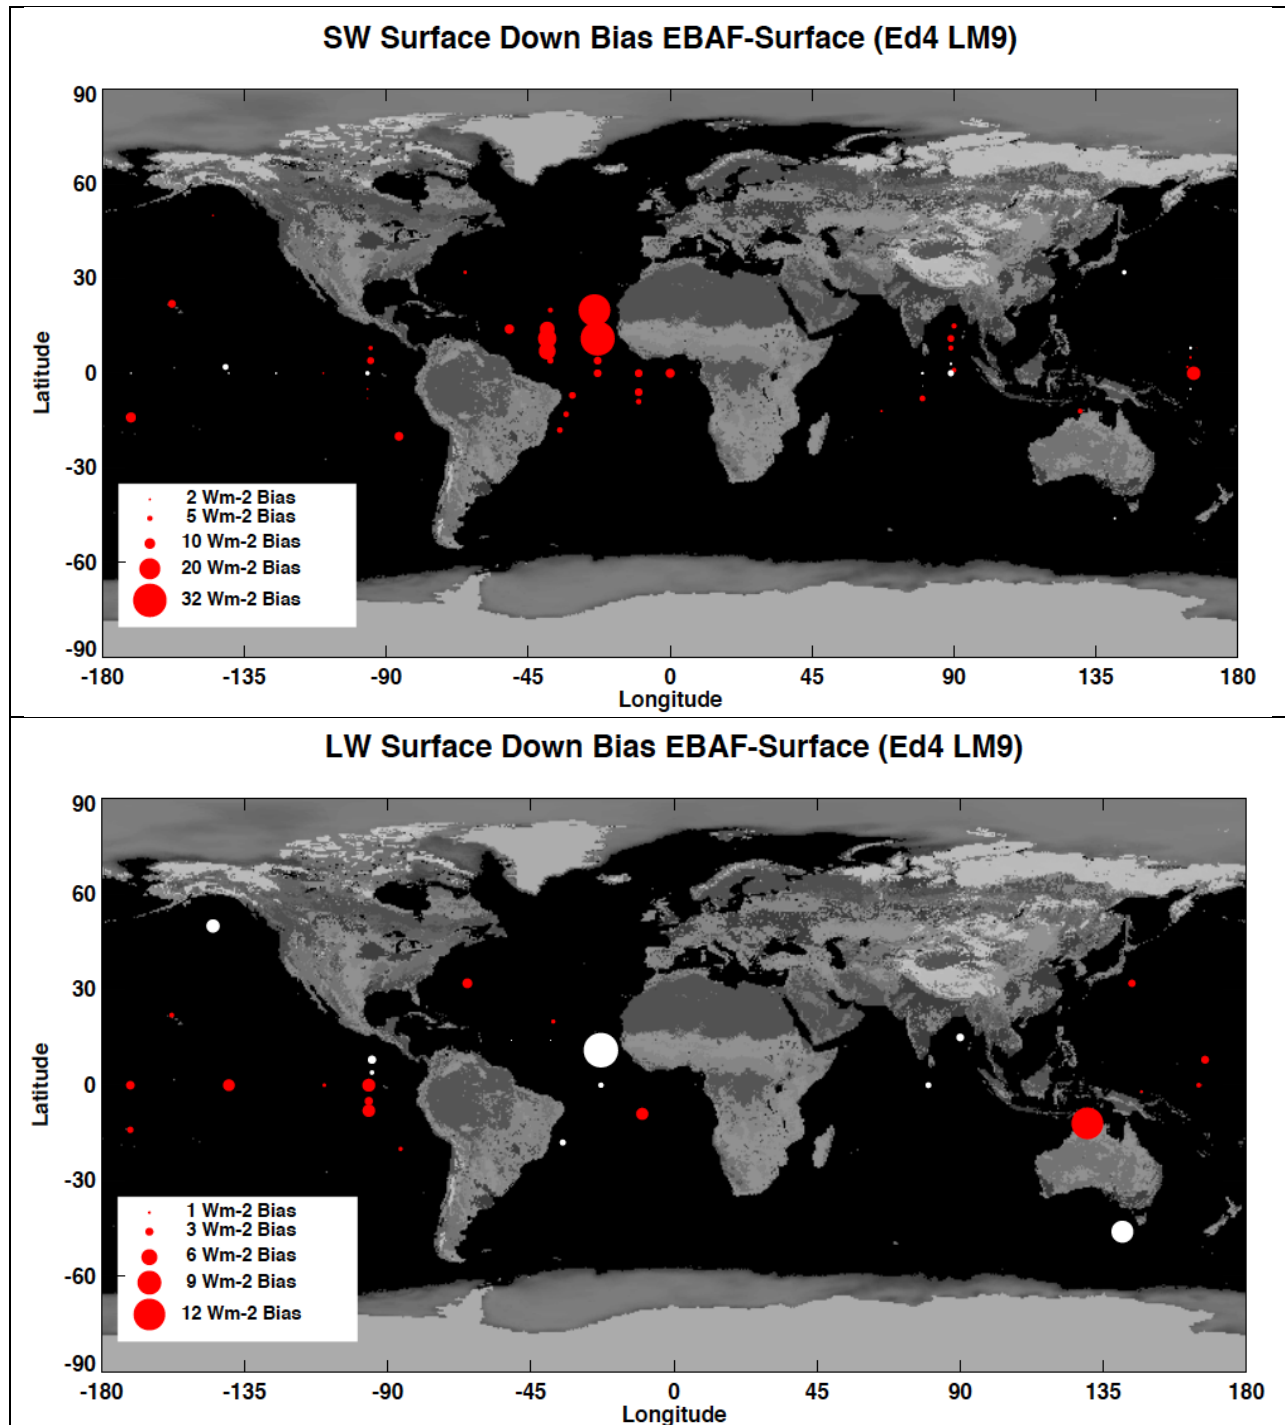 SW Surface Down Bias EBAF-Surface (Ed4 LM9)
90
60
30
0
-30
-60
-90
Latitude
2 Wm-2 Bias
5 Wm-2 Bias
10 Wm-2 Bias
20 Wm-2 Bias
32 Wm-2 Bias
-180 -135 -90 -45 0 45 90 135 180
Longitude
LW Surface Down Bias EBAF-Surface (Ed4 LM9)
90
60
30
0
-30
-60
-90
Latitude
1 Wm-2 Bias
3 Wm-2 Bias
6 Wm-2 Bias
9 Wm-2 Bias
12 Wm-2 Bias
-180 -135 -90 -45 0 45 90 135 180
Longitude